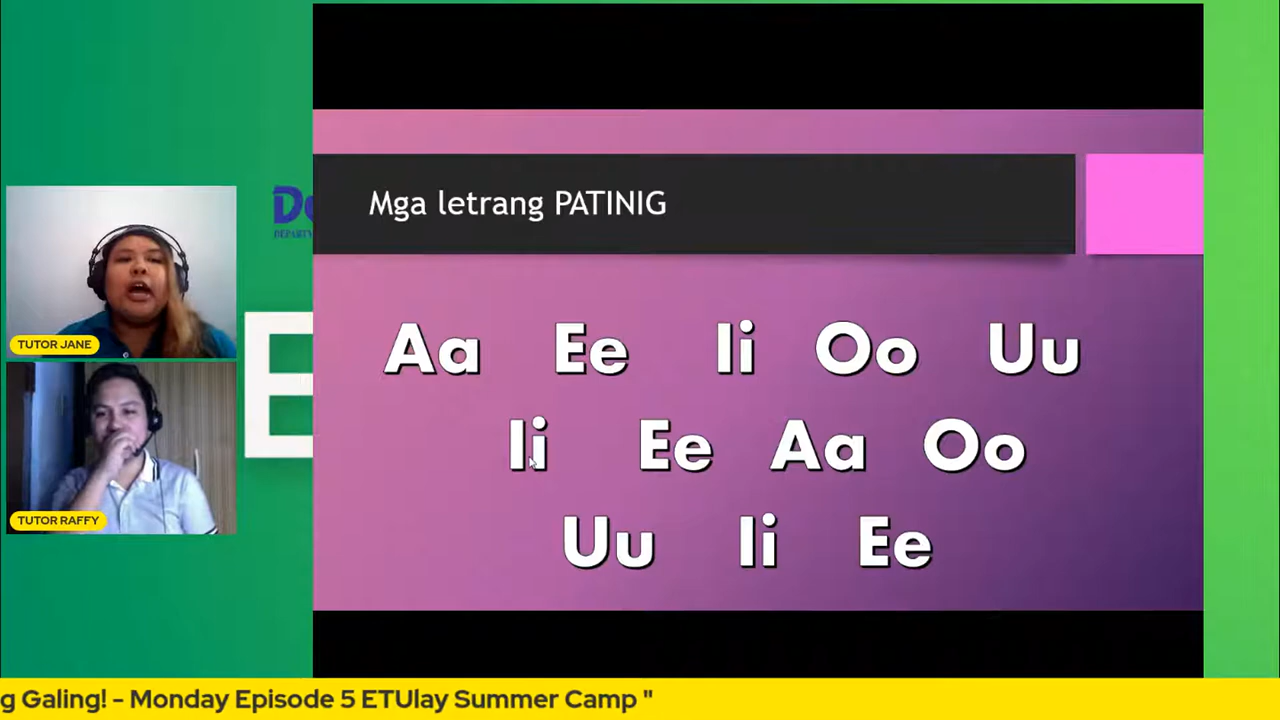 Mga letrang PATINIG
Aa Ee Ii Oo Uu
Ii Ee Aa Oo
Uu Ii Ee
TUTOR JANE
TUTOR RAFFY
E
g Galing! - Monday Episode 5 ETUlay Summer Camp "